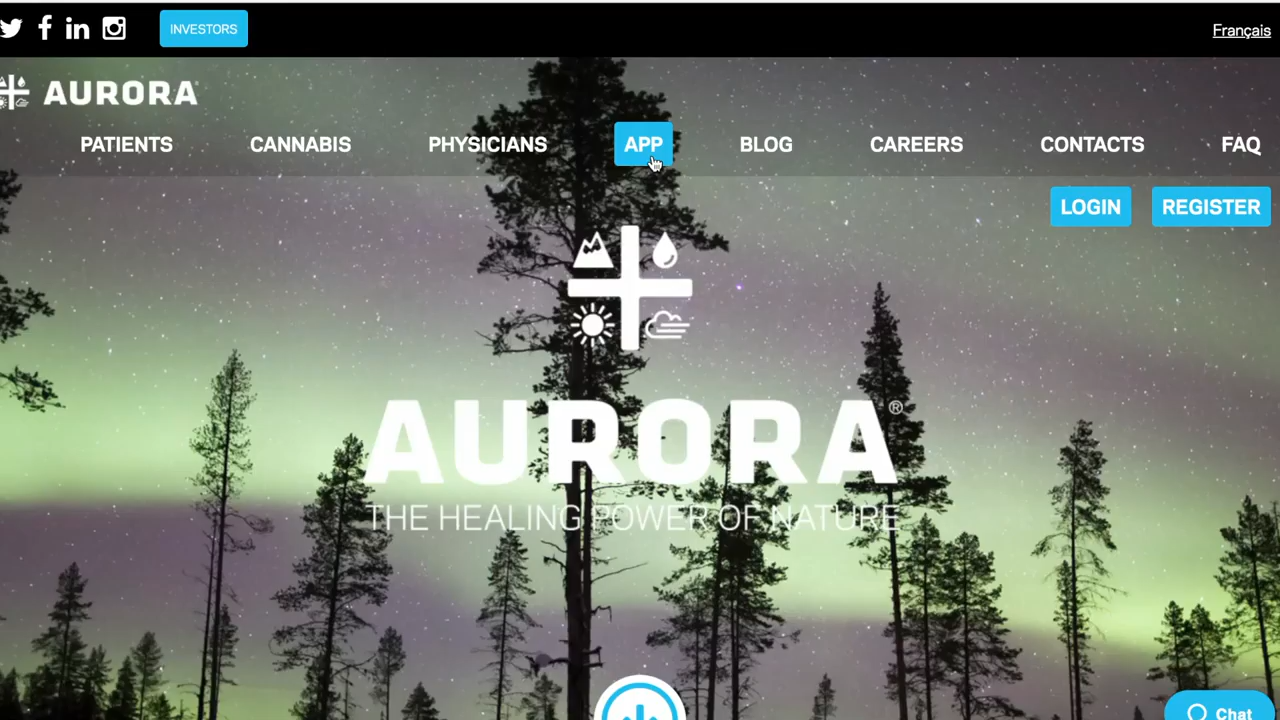 INVESTORS
Français
AURORA®
PATIENTS CANNABIS PHYSICIANS APP BLOG CAREERS CONTACTS FAQ
LOGIN REGISTER
AURORA®
THE HEALING POWER OF NATURE
Chat